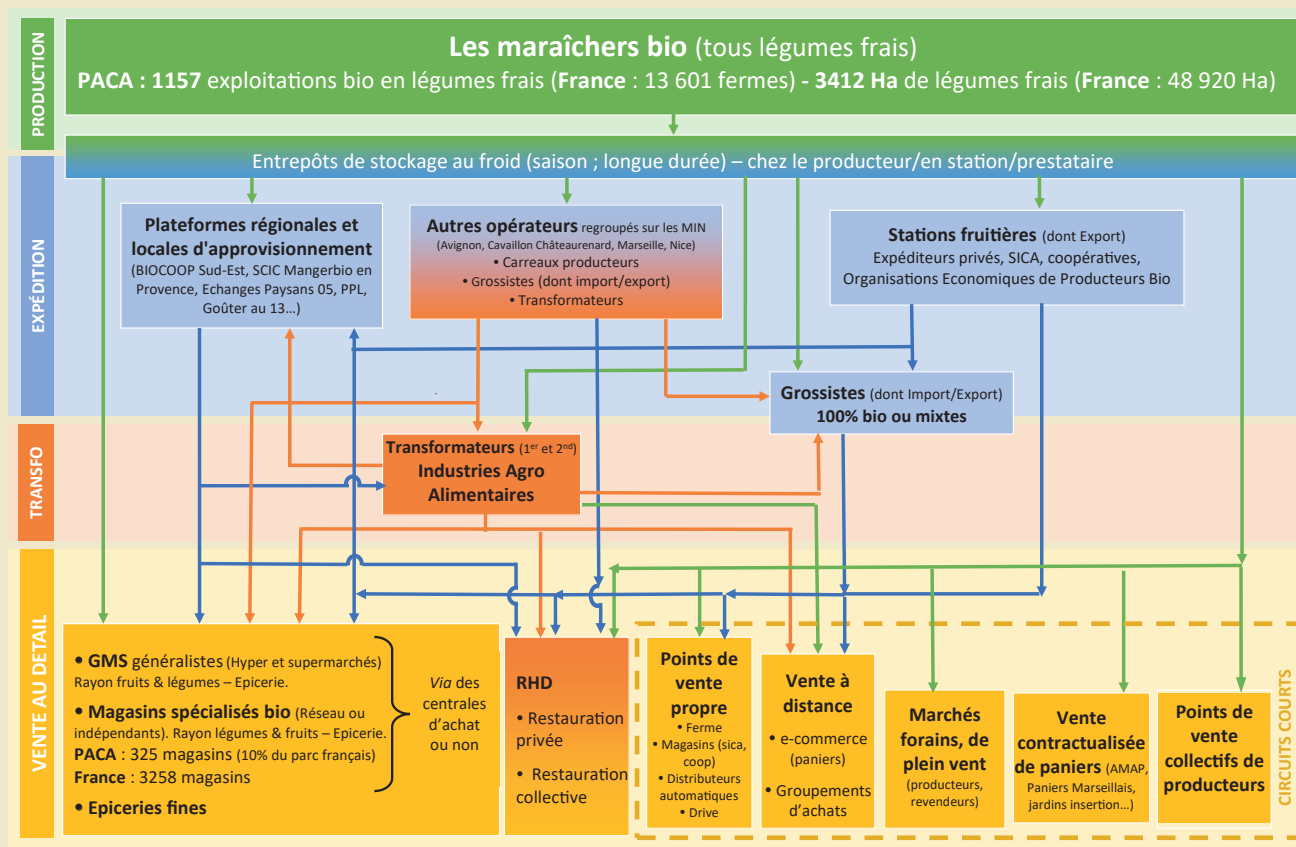 PRODUCTION
Les maraîchers bio (tous légumes frais)
PACA : 1157 exploitations bio en légumes frais (France : 13 601 fermes) - 3412 Ha de légumes frais (France : 48 920 Ha)
Entrepôts de stockage au froid (saison ; longue durée) – chez le producteur/en station/prestataire
EXPÉDITION
Plateformes régionales et
locales d'approvisionnement
(BIOCOOP Sud-Est, SCIC Mangerbio en
Provence, Echanges Paysans 05, PPL,
Goûter au 13...)
Autres opérateurs regroupés sur les MIN
(Avignon, Cavaillon Châteaurenard, Marseille, Nice)
• Carreaux producteurs
• Grossistes (dont import/export)
• Transformateurs
Stations fruitières (dont Export)
Expéditeurs privés, SICA, coopératives,
Organisations Economiques de Producteurs Bio
Grossistes (dont Import/Export)
100% bio ou mixtes
TRANSFO
Transformateurs (1er et 2nd)
Industries Agro
Alimentaires
VENTE AU DETAIL
• GMS généralistes (Hyper et supermarchés)
Rayon fruits & légumes – Epicerie.
• Magasins spécialisés bio (Réseau ou
indépendants). Rayon légumes & fruits – Epicerie.
PACA : 325 magasins (10% du parc français)
France : 3258 magasins
• Epiceries fines
Via des
centrales
d'achat
ou non
RHD
• Restauration
privée
• Restauration
collective
Points de
vente
propre
• Ferme
• Magasins (sica,
coop)
• Distributeurs
automatiques
• Drive
Vente à
distance
• e-commerce
(paniers)
• Groupements
d'achats
Marchés
forains, de
plein vent
(producteurs,
revendeurs)
Vente
contractualisée
de paniers (AMAP,
Paniers Marseillais,
jardins insertion...)
Points de
vente
collectifs de
producteurs
CIRCUITS COURTS